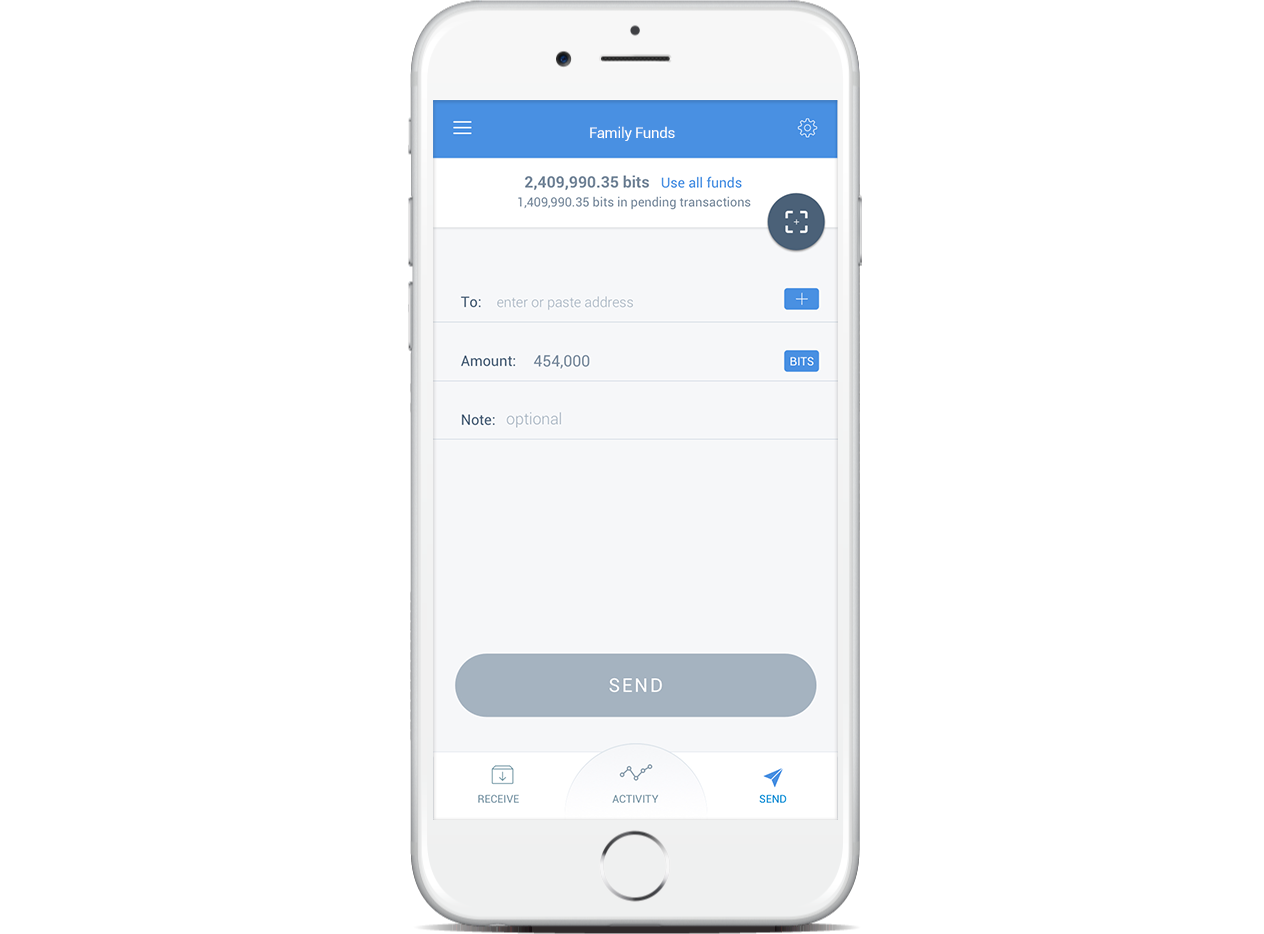 Family Funds
2,409,990.35 bits Use all funds
1,409,990.35 bits in pending transactions
To: enter or paste address
Amount: 454,000 BITS
Note: optional
SEND
RECEIVE ACTIVITY SEND